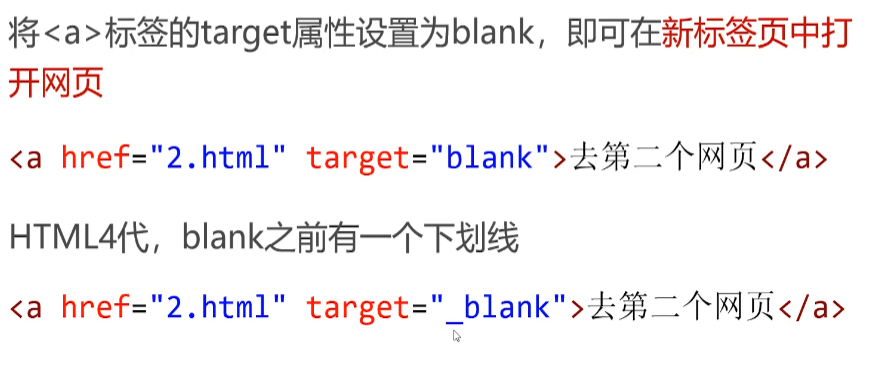 将<a>标签的target属性设置为blank，即可在新标签页中打
开网页
<a href="2.html" target="blank">去第二个网页</a>
HTML4代，blank之前有一个下划线
<a href="2.html" target="_blank">去第二个网页</a>